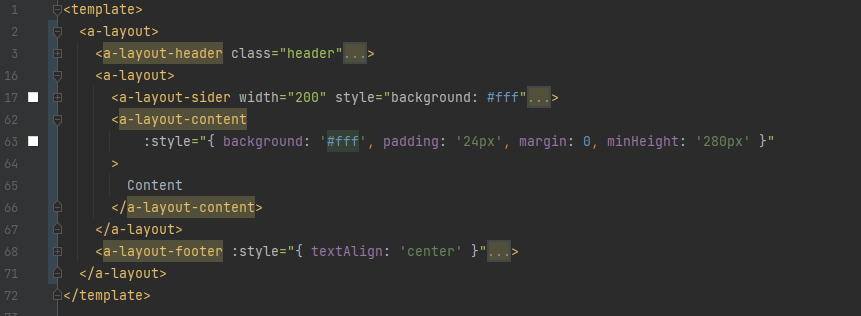 1 <template>
2 <a-layout>
3 <a-layout-header class="header"...>
16 <a-layout>
17 <a-layout-sider width="200" style="background: #fff"...>
62 <a-layout-content
63 :style="{ background: '#fff', padding: '24px', margin: 0, minHeight: '280px' }"
64 >
65 Content
66 </a-layout-content>
67 </a-layout>
68 <a-layout-footer :style="{ textAlign: 'center' }"...>
71 </a-layout>
72 </template>
73